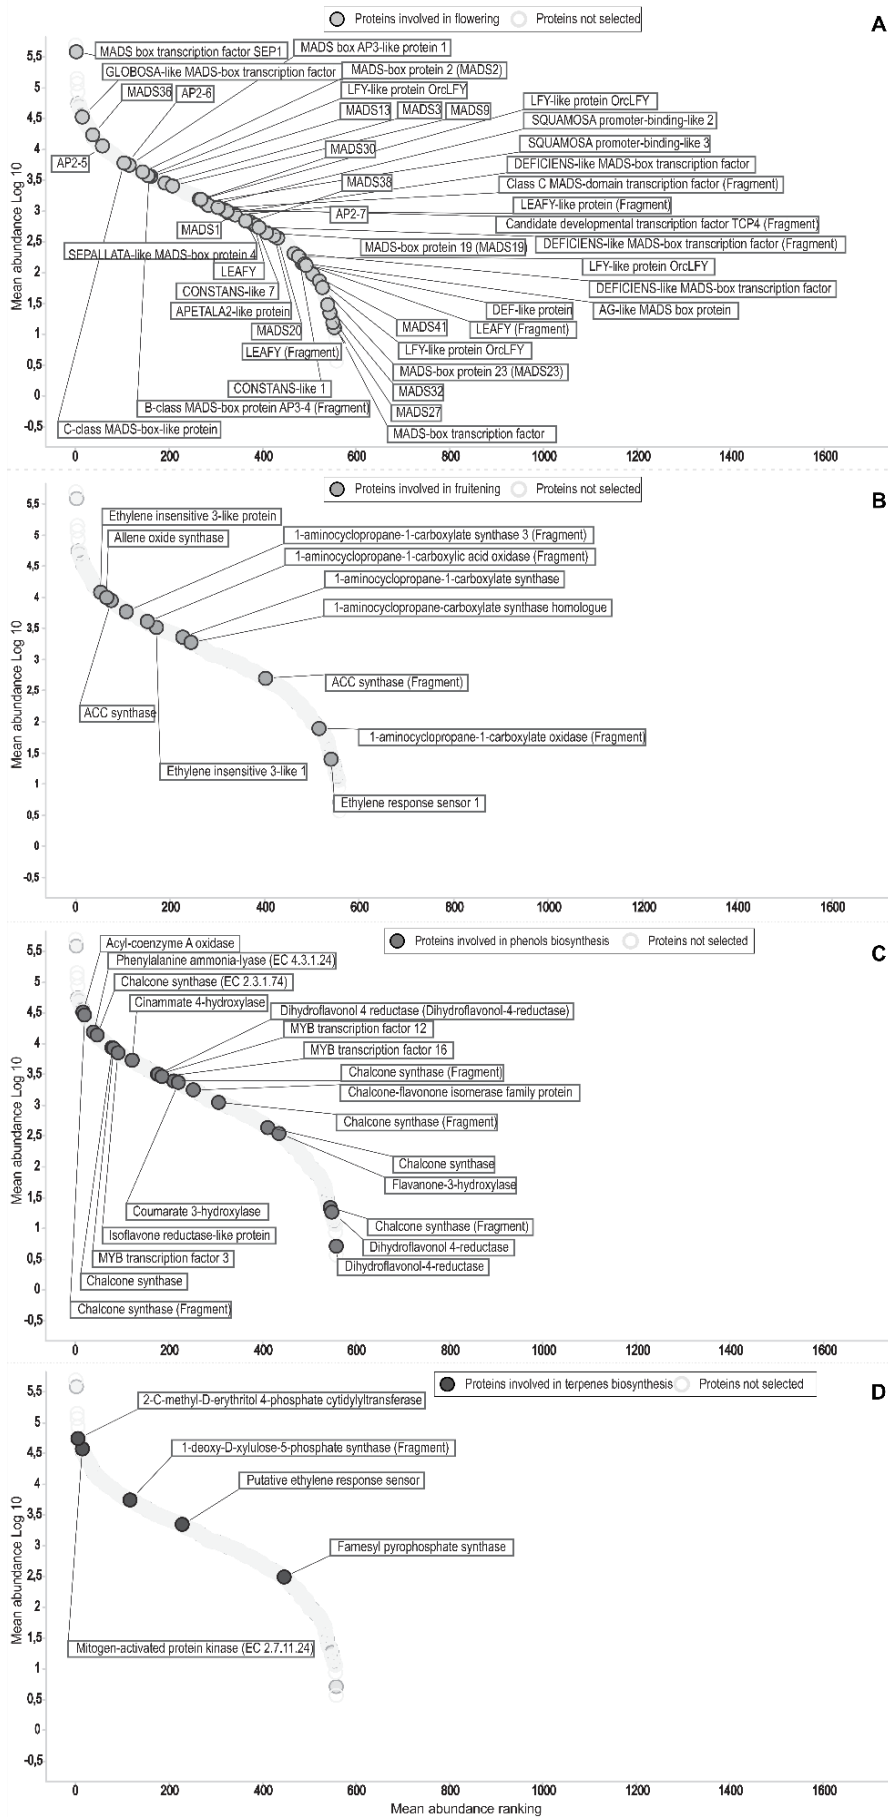 Proteins involved in flowering Proteins not selected
A
MADS box transcription factor SEP1
MADS box AP3-like protein 1
GLOBOSA-like MADS-box transcription factor
MADS-box protein 2 (MADS2)
MADS36
AP2-6
LFY-like protein OrcLFY
MADS13
MADS3
MADS9
LFY-like protein OrcLFY
SQUAMOSA promoter-binding-like 2
SQUAMOSA promoter-binding-like 3
MADS30
AP2-5
DEFICIENS-like MADS-box transcription factor
MADS38
Class C MADS-domain transcription factor (Fragment)
LEAFY-like protein (Fragment)
AP2-7
Candidate developmental transcription factor TCP4 (Fragment)
MADS1
MADS-box protein 19 (MADS19)
DEFICIENS-like MADS-box transcription factor (Fragment)
SEPALLATA-like MADS-box protein 4
LEAFY
LFY-like protein OrcLFY
CONSTANS-like 7
DEFICIENS-like MADS-box transcription factor
APETALA2-like protein
DEF-like protein
AG-like MADS box protein
MADS20
MADS41
LEAFY (Fragment)
LEAFY (Fragment)
LFY-like protein OrcLFY
MADS-box protein 23 (MADS23)
CONSTANS-like 1
MADS32
B-class MADS-box protein AP3-4 (Fragment)
MADS27
C-class MADS-box-like protein
MADS-box transcription factor
Mean abundance Log 10
5,5
5
4,5
4
3,5
3
2,5
2
1,5
1
0,5
0
-0,5
0 200 400 600 800 1000 1200 1400 1600
Proteins involved in fruitening Proteins not selected
B
Ethylene insensitive 3-like protein
Allene oxide synthase
1-aminocyclopropane-1-carboxylate synthase 3 (Fragment)
1-aminocyclopropane-1-carboxylic acid oxidase (Fragment)
1-aminocyclopropane-1-carboxylate synthase
1-aminocyclopropane-carboxylate synthase homologue
ACC synthase (Fragment)
ACC synthase
1-aminocyclopropane-1-carboxylate oxidase (Fragment)
Ethylene insensitive 3-like 1
Ethylene response sensor 1
Mean abundance Log 10
5,5
5
4,5
4
3,5
3
2,5
2
1,5
1
0,5
0
-0,5
0 200 400 600 800 1000 1200 1400 1600
Proteins involved in phenols biosynthesis Proteins not selected
C
Acyl-coenzyme A oxidase
Phenylalanine ammonia-lyase (EC 4.3.1.24)
Chalcone synthase (EC 2.3.1.74)
Cinammate 4-hydroxylase
Dihydroflavonol 4 reductase (Dihydroflavonol-4-reductase)
MYB transcription factor 12
MYB transcription factor 16
Chalcone synthase (Fragment)
Chalcone-flavonone isomerase family protein
Chalcone synthase (Fragment)
Chalcone synthase
Flavanone-3-hydroxylase
Coumarate 3-hydroxylase
Chalcone synthase (Fragment)
Isoflavone reductase-like protein
Dihydroflavonol 4-reductase
MYB transcription factor 3
Dihydroflavonol-4-reductase
Chalcone synthase
Chalcone synthase (Fragment)
Mean abundance Log 10
5,5
5
4,5
4
3,5
3
2,5
2
1,5
1
0,5
0
-0,5
0 200 400 600 800 1000 1200 1400 1600
Proteins involved in terpenes biosynthesis Proteins not selected
D
2-C-methyl-D-erythritol 4-phosphate cytidylyltransferase
1-deoxy-D-xylulose-5-phosphate synthase (Fragment)
Putative ethylene response sensor
Farnesyl pyrophosphate synthase
Mitogen-activated protein kinase (EC 2.7.11.24)
Mean abundance Log 10
5,5
5
4,5
4
3,5
3
2,5
2
1,5
1
0,5
0
-0,5
0 200 400 600 800 1000 1200 1400 1600
Mean abundance ranking